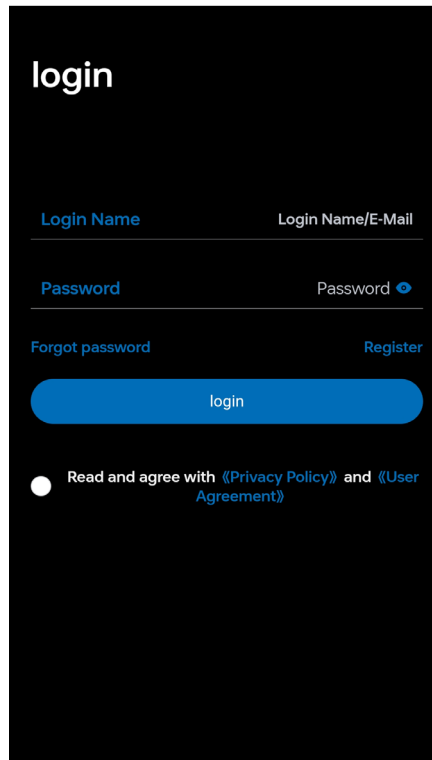 login
Login Name Login Name/E-Mail
Password Password
Forgot password Register
login
Read and agree with 《Privacy Policy》 and 《User
Agreement》